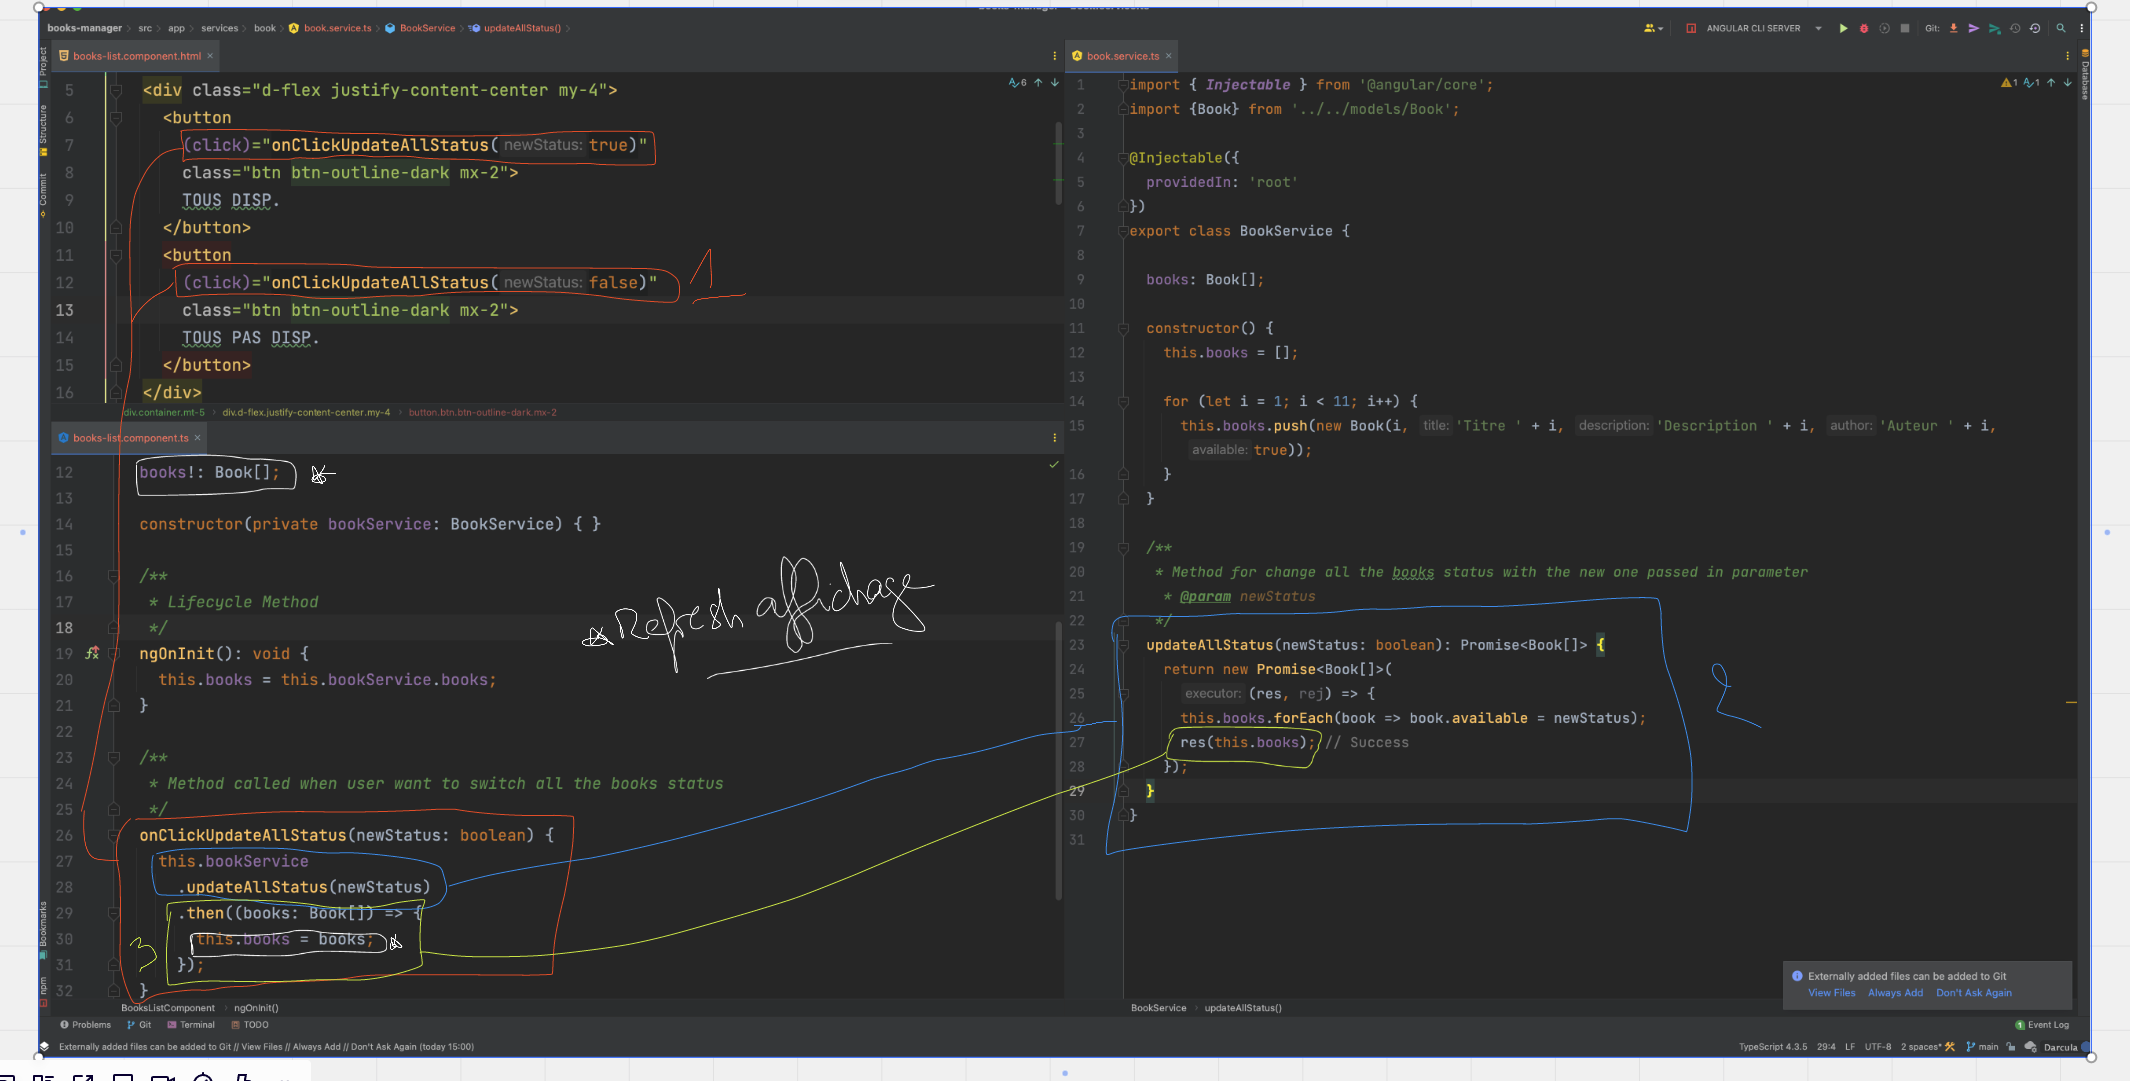 books-manager > src > app > services > book > book.service.ts > BookService > updateAllStatus() >
ANGULAR CLI SERVER
Git:
books-list.component.html ×
5 <div class="d-flex justify-content-center my-4">
6 <button
7 (click)="onClickUpdateAllStatus( newStatus: true)"
8 class="btn btn-outline-dark mx-2">
9 TOUS DISP.
10 </button>
11 <button
12 (click)="onClickUpdateAllStatus( newStatus: false)"
13 class="btn btn-outline-dark mx-2">
14 TOUS PAS DISP.
15 </button>
16 </div>
1
6
div.container.mt-5 > div.d-flex.justify-content-center.my-4 > button.btn.btn-outline-dark.mx-2
books-list.component.ts ×
12 books!: Book[];
13
14 constructor(private bookService: BookService) { }
15
16 /**
17 * Lifecycle Method
18 */
19 ngOnInit(): void {
20 this.books = this.bookService.books;
21 }
22
23 /**
24 * Method called when user want to switch all the books status
25 */
26 onClickUpdateAllStatus(newStatus: boolean) {
27 this.bookService
28 .updateAllStatus(newStatus)
29 .then((books: Book[]) => {
30 this.books = books;
31 });
32 }
Refresh affichage
3
BooksListComponent > ngOnInit()
book.service.ts ×
1 import { Injectable } from '@angular/core';
2 import {Book} from '../../models/Book';
3
4 @Injectable({
5 providedIn: 'root'
6 })
7 export class BookService {
8
9 books: Book[];
10
11 constructor() {
12 this.books = [];
13
14 for (let i = 1; i < 11; i++) {
15 this.books.push(new Book(i, title: 'Titre ' + i, description: 'Description ' + i, author: 'Auteur ' + i,
available: true));
16 }
17 }
18
19 /**
20 * Method for change all the books status with the new one passed in parameter
21 * @param newStatus
22 */
23 updateAllStatus(newStatus: boolean): Promise<Book[]> {
24 return new Promise<Book[]>(
25 executor: (res, rej) => {
26 this.books.forEach(book => book.available = newStatus);
27 res(this.books); // Success
28 });
29 }
30 }
31
1 1
2
BookService > updateAllStatus()
Project
Structure
Commit
Bookmarks
npm
Database
Externally added files can be added to Git
View Files Always Add Don't Ask Again
Problems Git Terminal TODO
1 Event Log
Externally added files can be added to Git // View Files // Always Add // Don't Ask Again (today 15:00)
TypeScript 4.3.5 29:4 LF UTF-8 2 spaces* main Darcula